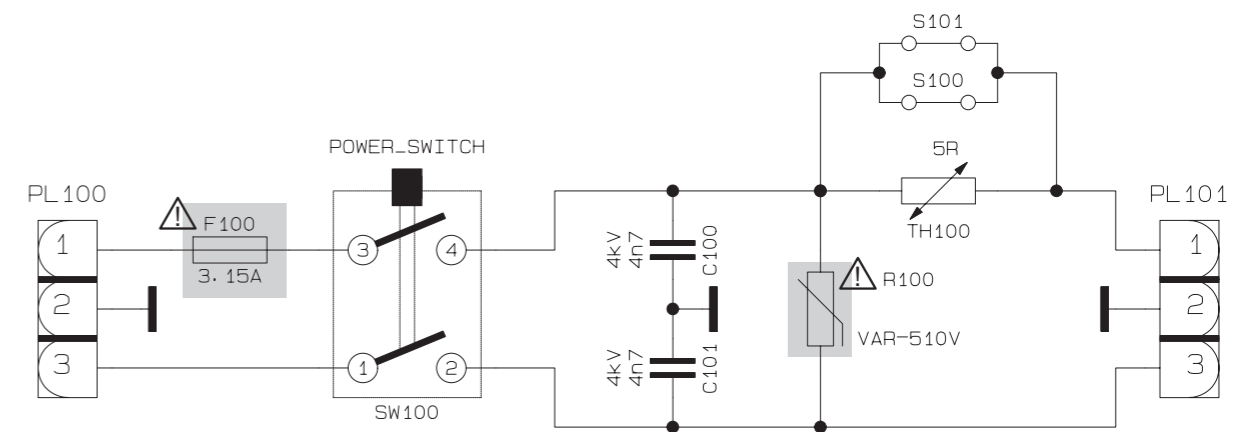 S101
S100
POWER_SWITCH
5R
PL100
PL101
F100
TH100
1
3
4
1
3.15A
4kV
4n7
C100
2
R100
2
3
1
2
4kV
4n7
C101
VAR-510V
3
SW100